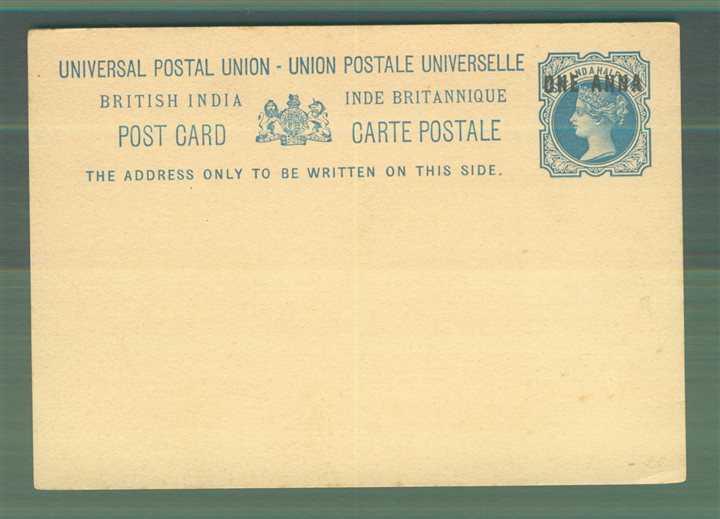 UNIVERSAL POSTAL UNION - UNION POSTALE UNIVERSELLE
BRITISH INDIA INDE BRITANNIQUE
POST CARD CARTE POSTALE
THE ADDRESS ONLY TO BE WRITTEN ON THIS SIDE.
ONE ANNA